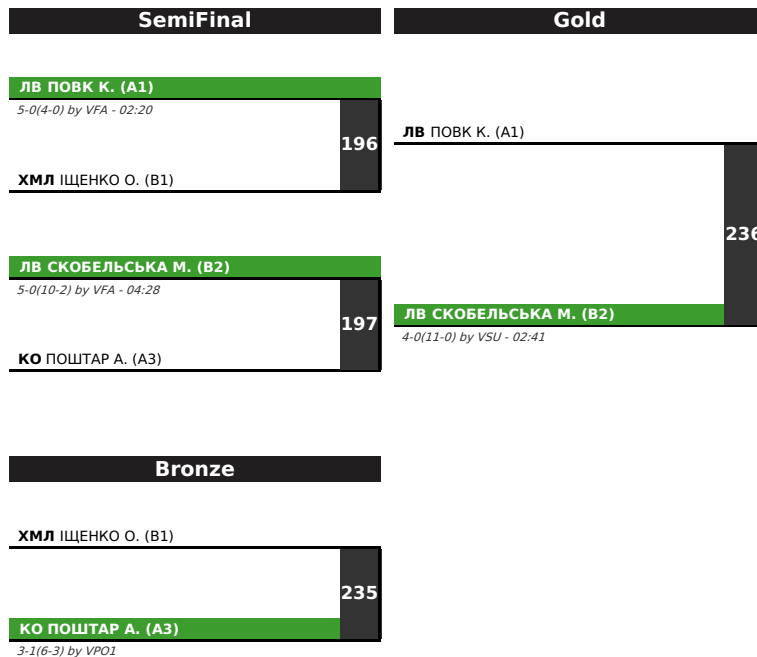 SemiFinal
ЛВ ПОВК К. (A1)
5-0(4-0) by VFA - 02:20
196
ХМЛ ІЩЕНКО О. (B1)
ЛВ СКОБЕЛЬСЬКА М. (B2)
5-0(10-2) by VFA - 04:28
197
КО ПОШТАР А. (A3)
Gold
ЛВ ПОВК К. (A1)
236
ЛВ СКОБЕЛЬСЬКА М. (B2)
4-0(11-0) by VSU - 02:41
Bronze
ХМЛ ІЩЕНКО О. (B1)
235
КО ПОШТАР А. (A3)
3-1(6-3) by VPO1